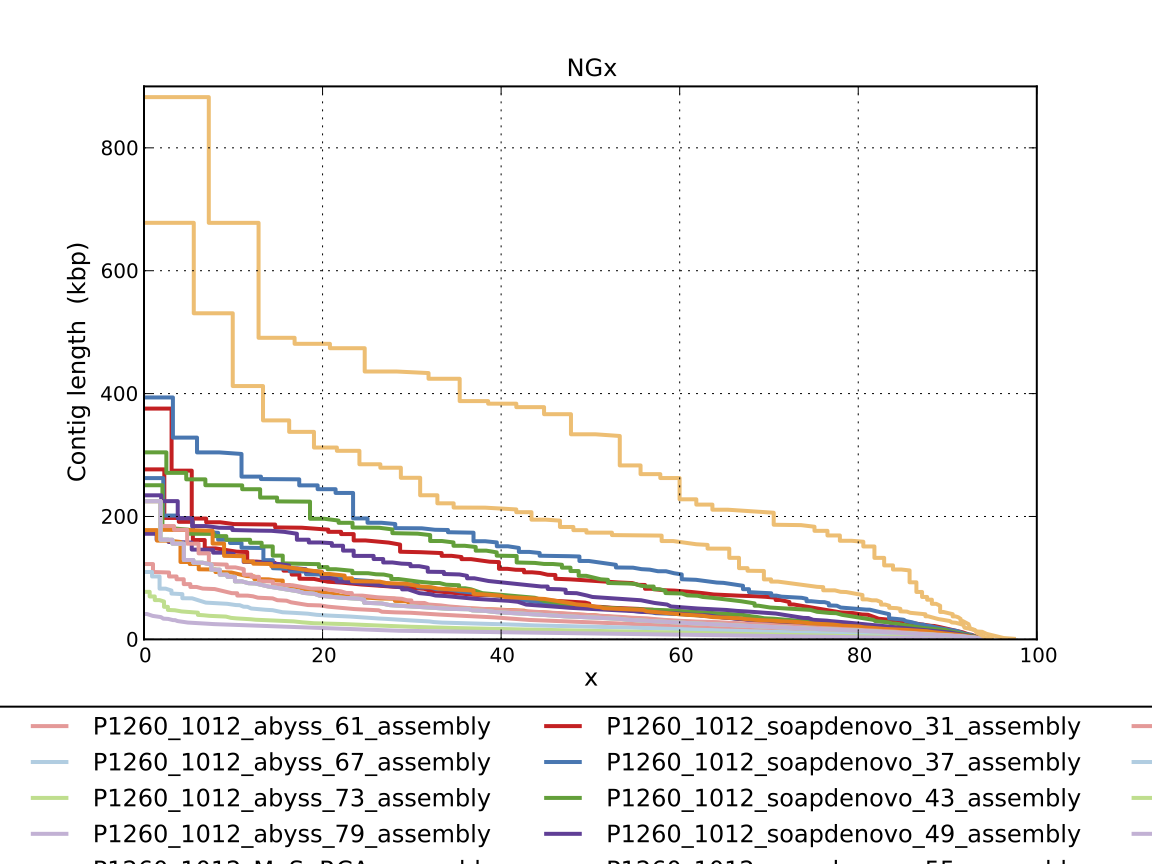 NGx
Contig length (kbp)
800
600
400
200
0
0 20 40 60 80 100
x
P1260_1012_abyss_61_assembly P1260_1012_soapdenovo_31_assembly
P1260_1012_abyss_67_assembly P1260_1012_soapdenovo_37_assembly
P1260_1012_abyss_73_assembly P1260_1012_soapdenovo_43_assembly
P1260_1012_abyss_79_assembly P1260_1012_soapdenovo_49_assembly